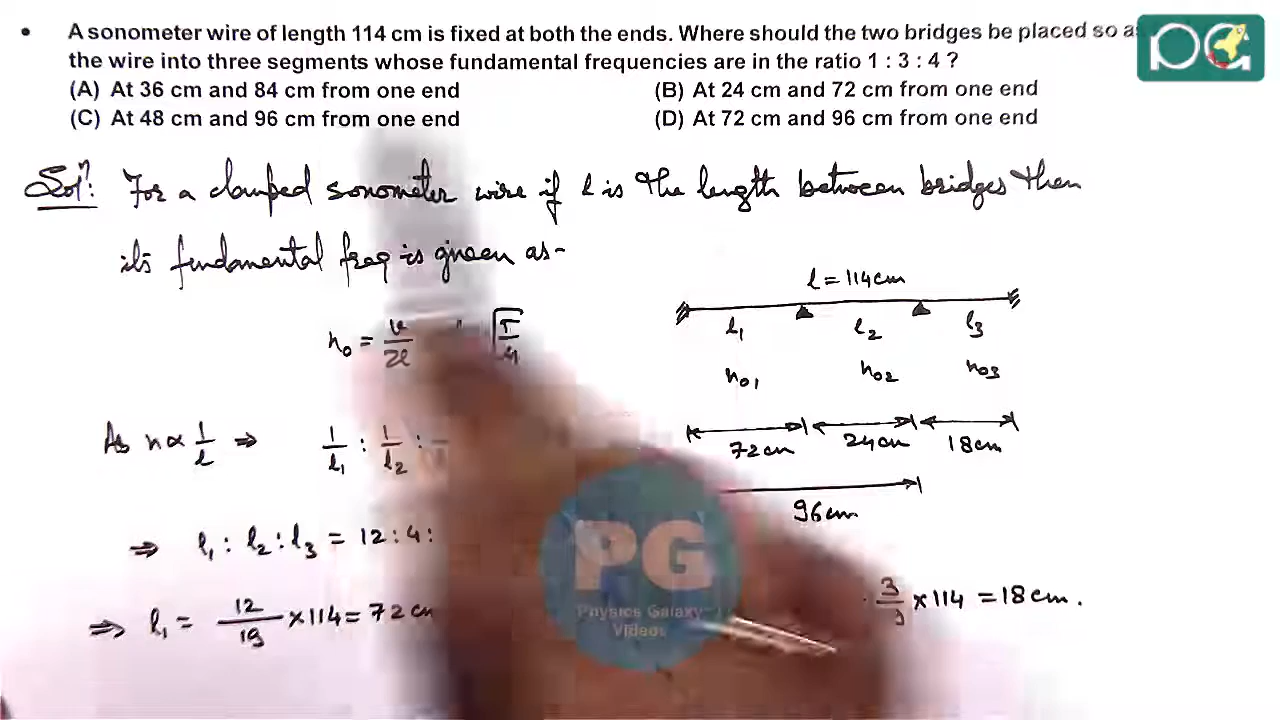 • A sonometer wire of length 114 cm is fixed at both the ends. Where should the two bridges be placed so as
the wire into three segments whose fundamental frequencies are in the ratio 1 : 3 : 4 ?
(A) At 36 cm and 84 cm from one end (B) At 24 cm and 72 cm from one end
(C) At 48 cm and 96 cm from one end (D) At 72 cm and 96 cm from one end
PG
Solⁿ: For a clamped sonometer wire if l is the length between bridges then
its fundamental freq is given as-
l = 114cm
l₁ l₂ l₃
n₀ = v/2l √T/μ
n₀₁ n₀₂ n₀₃
As n ∝ 1/l ⇒ 1/l₁ : 1/l₂ :
72cm 24cm 18cm
96cm
⇒ l₁ : l₂ : l₃ = 12 : 4 :
PG
Physics Galaxy
Videos
⇒ l₁ = 12/19 × 114 = 72 cm × 114 = 18 cm.